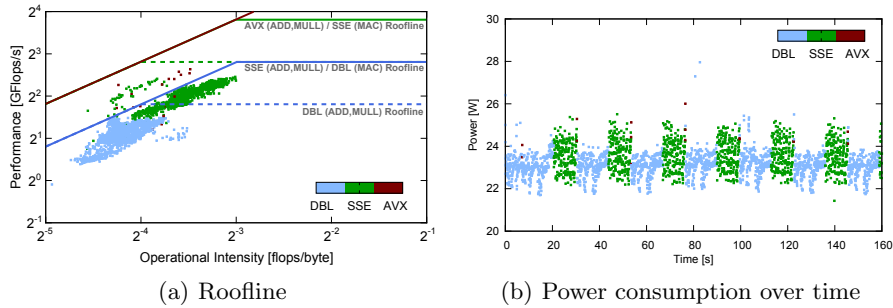 2^4
2^3
2^2
2^1
2^0
2^-1
Performance [GFlops/s]
AVX (ADD,MULL) / SSE (MAC) Roofline
SSE (ADD,MULL) / DBL (MAC) Roofline
DBL (ADD,MULL) Roofline
DBL SSE AVX
2^-5 2^-4 2^-3 2^-2 2^-1
Operational Intensity [flops/byte]
(a) Roofline
30
28
26
24
22
20
Power [W]
DBL SSE AVX
0 20 40 60 80 100 120 140 160
Time [s]
(b) Power consumption over time